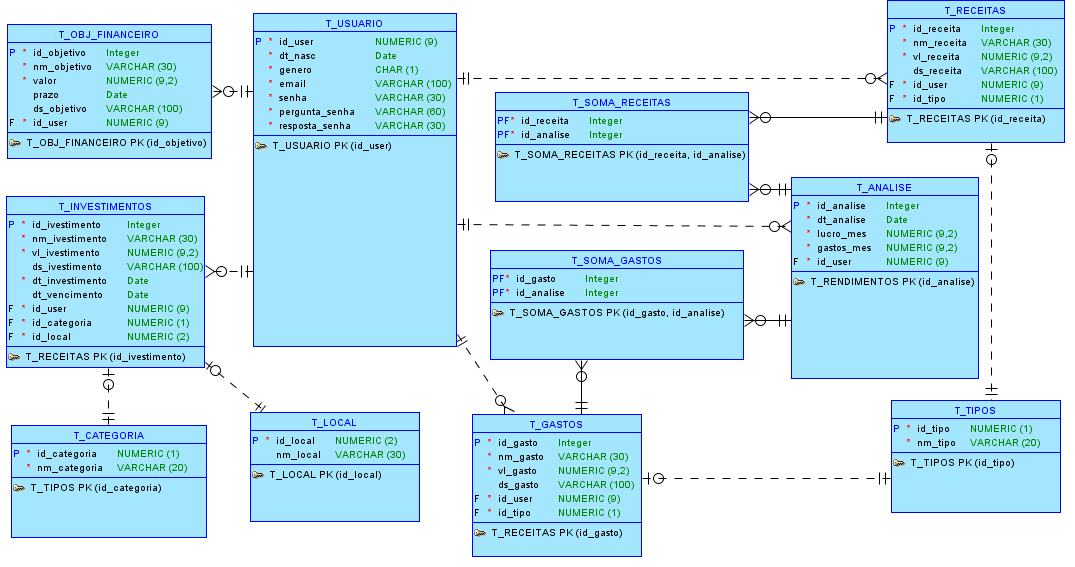 T_OBJ_FINANCEIRO
P * id_objetivo Integer
* nm_objetivo VARCHAR (30)
* valor NUMERIC (9,2)
prazo Date
ds_objetivo VARCHAR (100)
F * id_user NUMERIC (9)
T_OBJ_FINANCEIRO PK (id_objetivo)
T_USUARIO
P * id_user NUMERIC (9)
* dt_nasc Date
* genero CHAR (1)
* email VARCHAR (100)
* senha VARCHAR (30)
* pergunta_senha VARCHAR (60)
* resposta_senha VARCHAR (30)
T_USUARIO PK (id_user)
T_RECEITAS
P * id_receita Integer
* nm_receita VARCHAR (30)
* vl_receita NUMERIC (9,2)
ds_receita VARCHAR (100)
F * id_user NUMERIC (9)
F * id_tipo NUMERIC (1)
T_RECEITAS PK (id_receita)
T_SOMA_RECEITAS
PF* id_receita Integer
PF* id_analise Integer
T_SOMA_RECEITAS PK (id_receita, id_analise)
T_INVESTIMENTOS
P * id_ivestimento Integer
* nm_ivestimento VARCHAR (30)
* vl_ivestimento NUMERIC (9,2)
ds_ivestimento VARCHAR (100)
* dt_investimento Date
dt_vencimento Date
F * id_user NUMERIC (9)
F * id_categoria NUMERIC (1)
F * id_local NUMERIC (2)
T_RECEITAS PK (id_ivestimento)
T_ANALISE
P * id_analise Integer
* dt_analise Date
* lucro_mes NUMERIC (9,2)
* gastos_mes NUMERIC (9,2)
F * id_user NUMERIC (9)
T_RENDIMENTOS PK (id_analise)
T_SOMA_GASTOS
PF* id_gasto Integer
PF* id_analise Integer
T_SOMA_GASTOS PK (id_gasto, id_analise)
T_CATEGORIA
P * id_categoria NUMERIC (1)
* nm_categoria VARCHAR (20)
T_TIPOS PK (id_categoria)
T_LOCAL
P * id_local NUMERIC (2)
nm_local VARCHAR (30)
T_LOCAL PK (id_local)
T_GASTOS
P * id_gasto Integer
* nm_gasto VARCHAR (30)
* vl_gasto NUMERIC (9,2)
ds_gasto VARCHAR (100)
F * id_user NUMERIC (9)
F * id_tipo NUMERIC (1)
T_RECEITAS PK (id_gasto)
T_TIPOS
P * id_tipo NUMERIC (1)
* nm_tipo VARCHAR (20)
T_TIPOS PK (id_tipo)